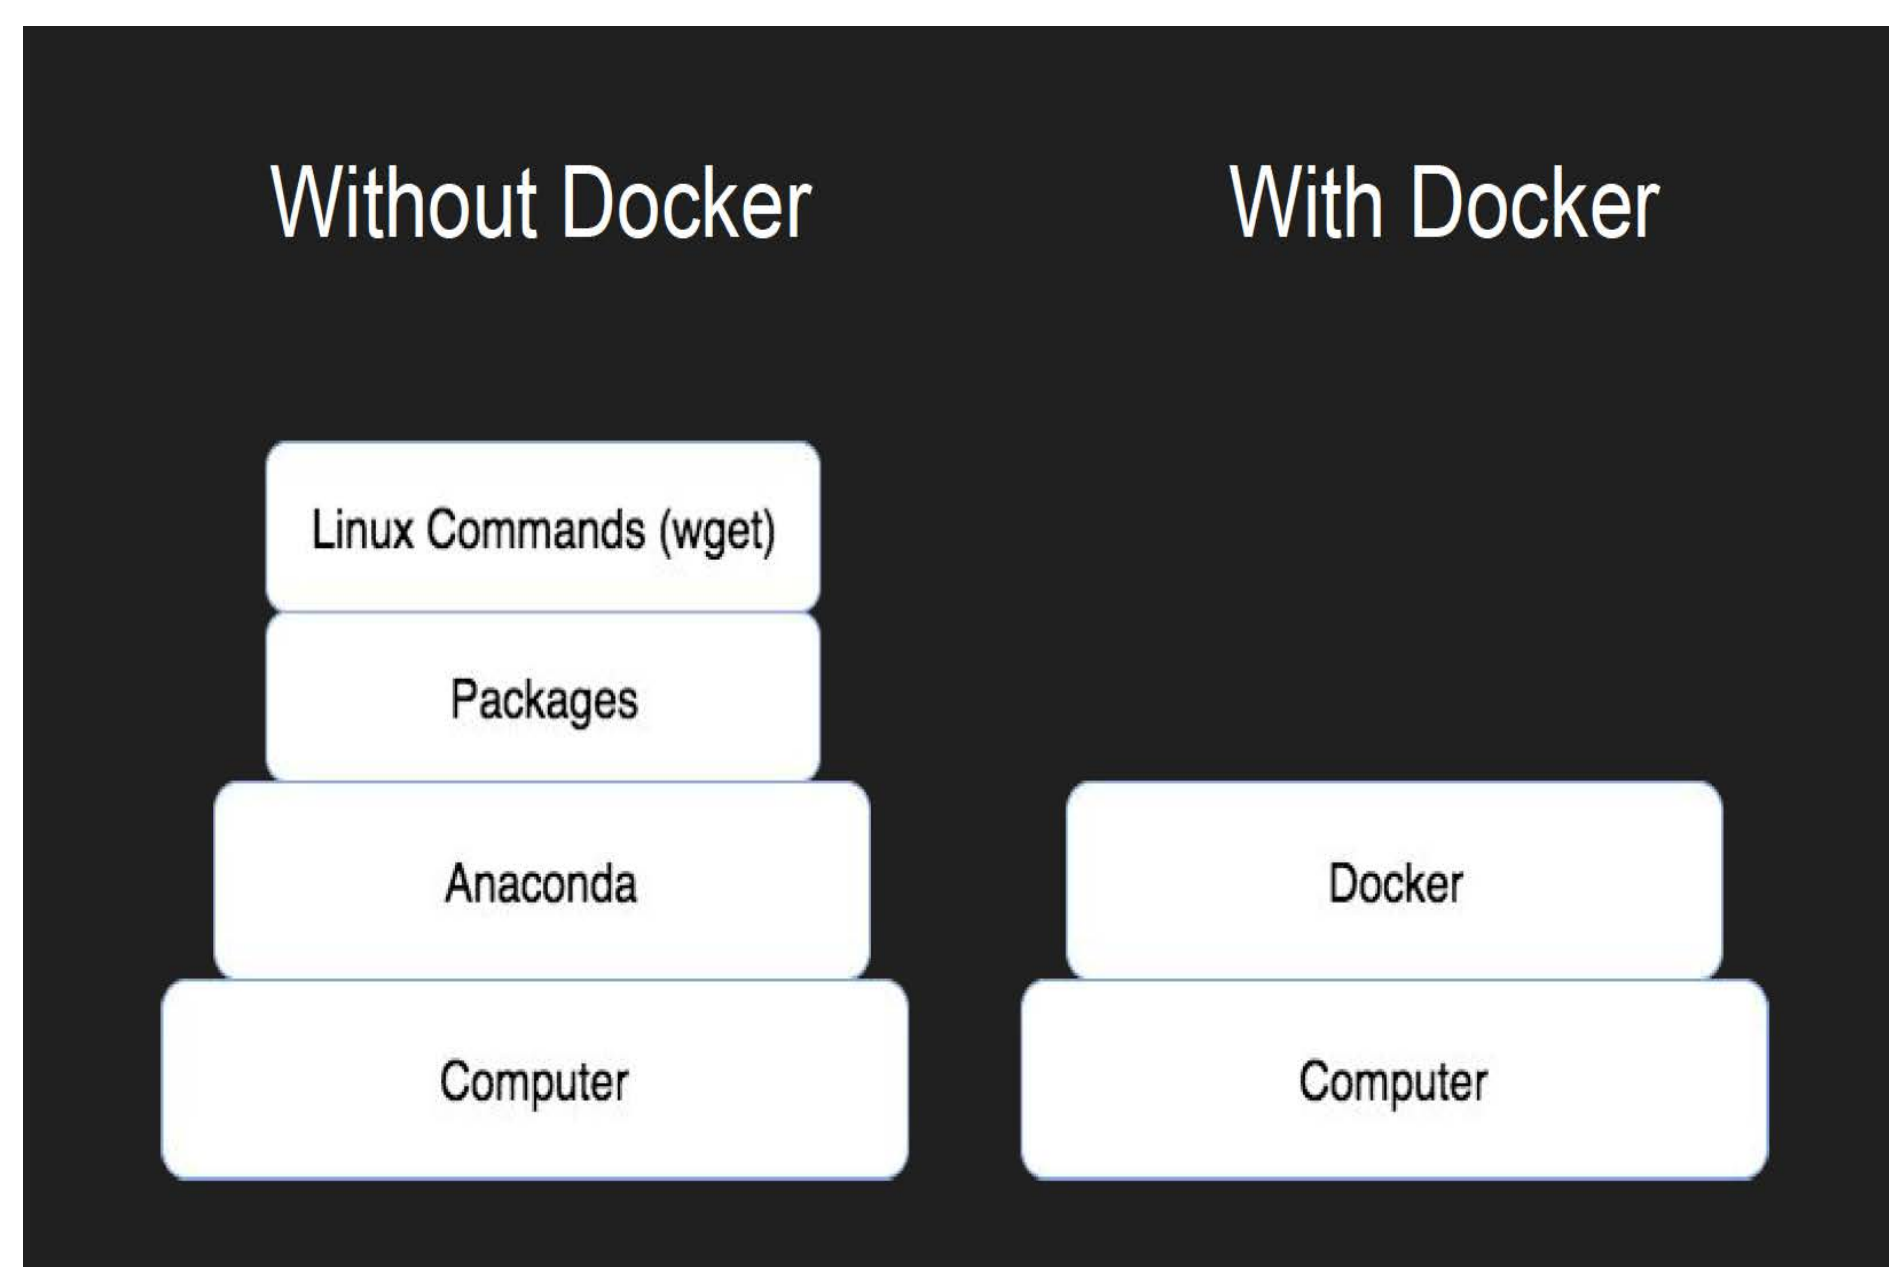 Without Docker
With Docker
Linux Commands (wget)
Packages
Anaconda
Computer
Docker
Computer